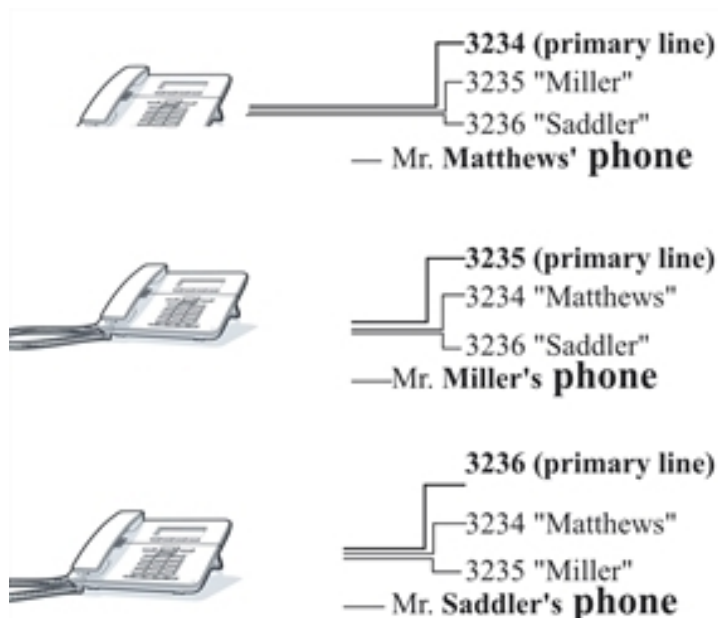 3234 (primary line)
3235 "Miller"
3236 "Saddler"
— Mr. Matthews' phone
3235 (primary line)
3234 "Matthews"
3236 "Saddler"
—Mr. Miller's phone
3236 (primary line)
3234 "Matthews"
3235 "Miller"
— Mr. Saddler's phone